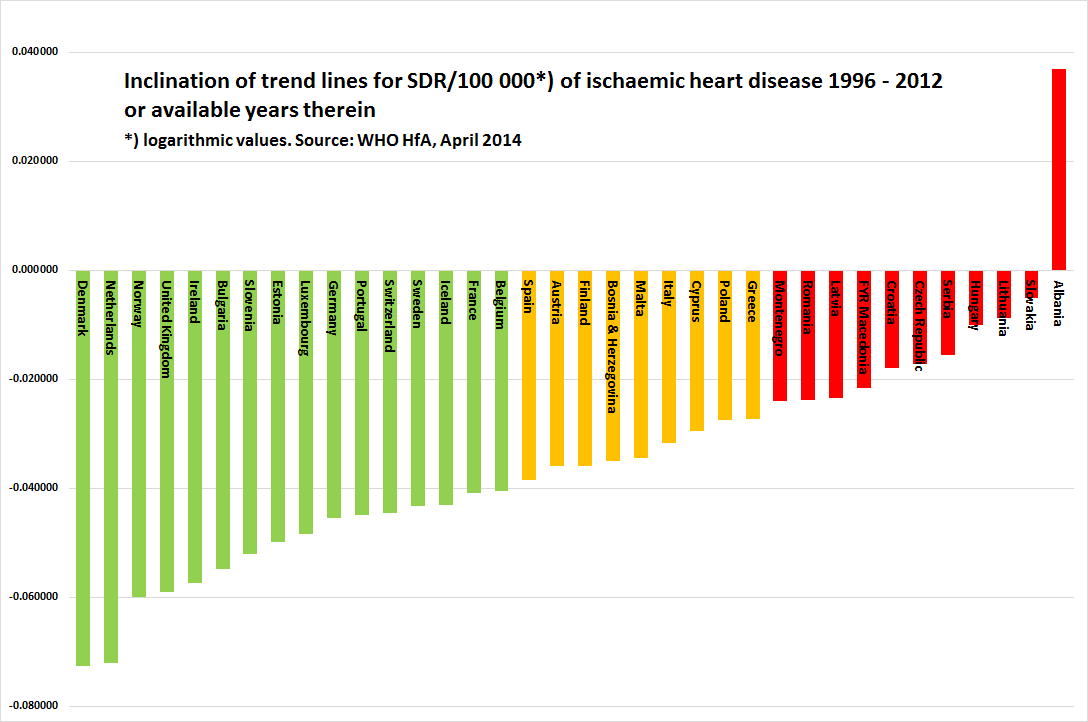 0.040000
Inclination of trend lines for SDR/100 000*) of ischaemic heart disease 1996 - 2012
or available years therein
*) logarithmic values. Source: WHO HfA, April 2014
0.020000
0.000000
Denmark
Netherlands
Norway
United Kingdom
Ireland
Bulgaria
Slovenia
Estonia
Luxembourg
Germany
Portugal
Switzerland
Sweden
Iceland
France
Belgium
Spain
Austria
Finland
Bosnia & Herzegovina
Malta
Italy
Cyprus
Poland
Greece
Montenegro
Romania
Latvia
FYR Macedonia
Croatia
Czech Republic
Serbia
Hungary
Lithuania
Slovakia
Albania
-0.020000
-0.040000
-0.060000
-0.080000